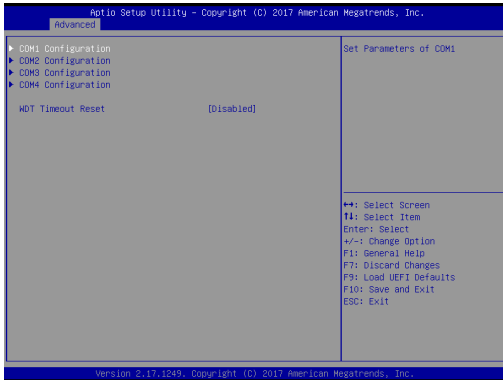 Aptio Setup Utility – Copyright (C) 2017 American Megatrends, Inc.
Advanced
COM1 Configuration
COM2 Configuration
COM3 Configuration
COM4 Configuration
WDT Timeout Reset [Disabled]
Set Parameters of COM1
↔: Select Screen
↑↓: Select Item
Enter: Select
+/-: Change Option
F1: General Help
F7: Discard Changes
F9: Load UEFI Defaults
F10: Save and Exit
ESC: Exit
Version 2.17.1249. Copyright (C) 2017 American Megatrends, Inc.